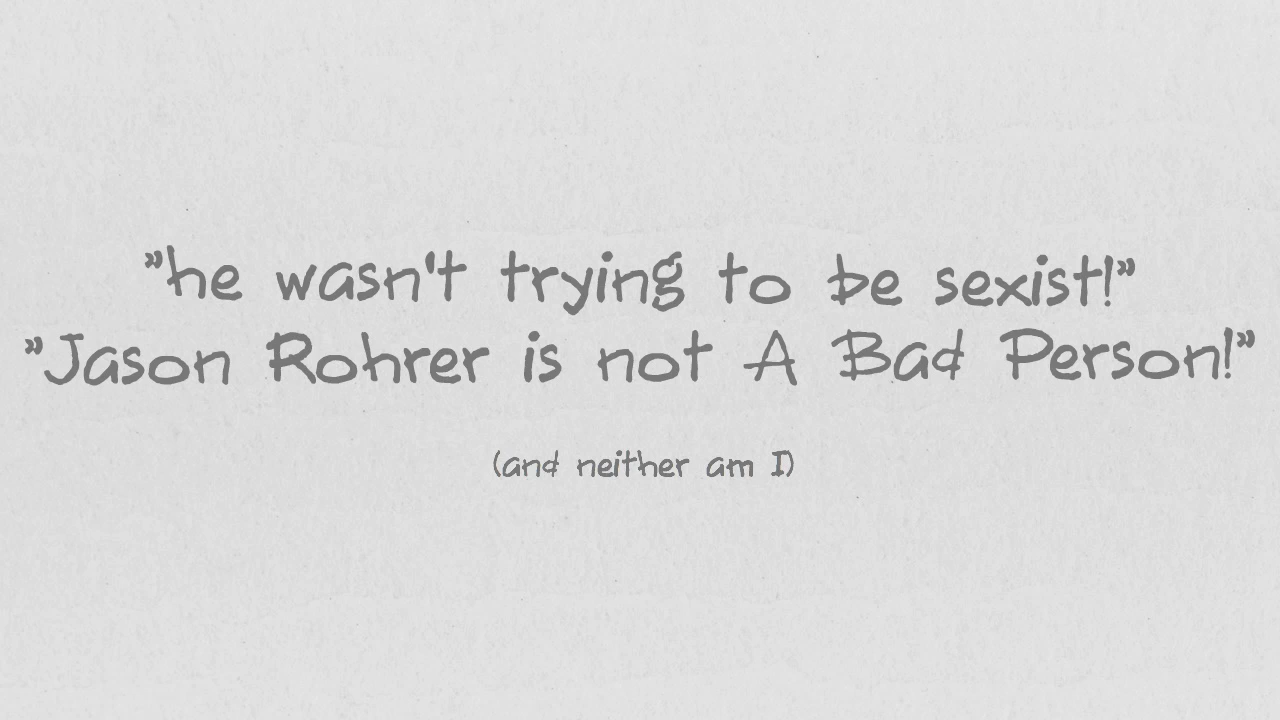 ”he wasn't trying to be sexist!”
”Jason Rohrer is not A Bad Person!”
(and neither am I)